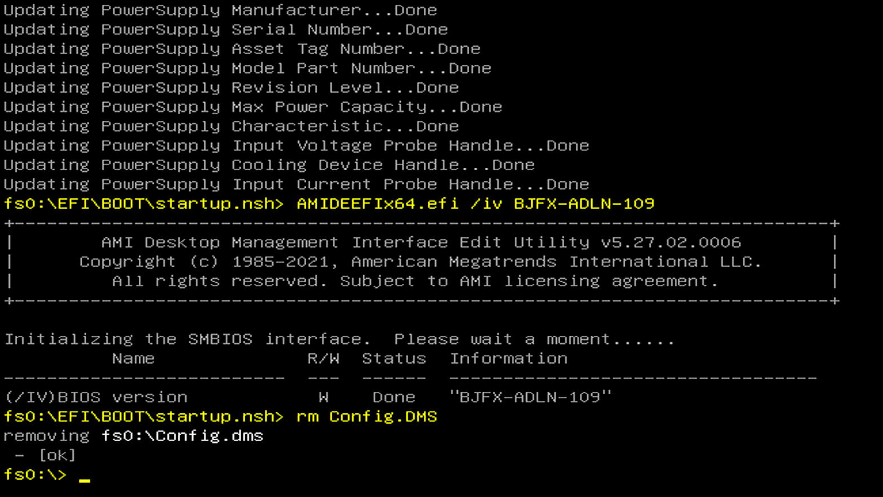 Updating PowerSupply Manufacturer...Done
Updating PowerSupply Serial Number...Done
Updating PowerSupply Asset Tag Number...Done
Updating PowerSupply Model Part Number...Done
Updating PowerSupply Revision Level...Done
Updating PowerSupply Max Power Capacity...Done
Updating PowerSupply Characteristic...Done
Updating PowerSupply Input Voltage Probe Handle...Done
Updating PowerSupply Cooling Device Handle...Done
Updating PowerSupply Input Current Probe Handle...Done
fs0:\EFI\BOOT\startup.nsh> AMIDEEFIx64.efi /iv BJFX-ADLN-109
+---------------------------------------------------------------------------+
| AMI Desktop Management Interface Edit Utility v5.27.02.0006 |
| Copyright (c) 1985-2021, American Megatrends International LLC. |
| All rights reserved. Subject to AMI licensing agreement. |
+---------------------------------------------------------------------------+
Initializing the SMBIOS interface.  Please wait a moment......
Name R/W Status Information
-------------------------- --- ------ ----------------------------------
(/IV)BIOS version W Done "BJFX-ADLN-109"
fs0:\EFI\BOOT\startup.nsh> rm Config.DMS
removing fs0:\Config.dms
- [ok]
fs0:\> _